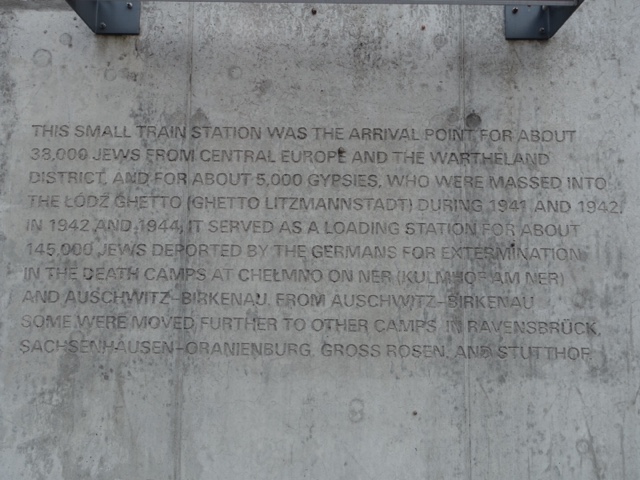 THIS SMALL TRAIN STATION WAS THE ARRIVAL POINT FOR ABOUT
38,000 JEWS FROM CENTRAL EUROPE AND THE WARTHELAND
DISTRICT, AND FOR ABOUT 5,000 GYPSIES, WHO WERE MASSED INTO
THE ŁÓDŹ GHETTO (GHETTO LITZMANNSTADT) DURING 1941 AND 1942.
IN 1942 AND 1944, IT SERVED AS A LOADING STATION FOR ABOUT
145,000 JEWS DEPORTED BY THE GERMANS FOR EXTERMINATION
IN THE DEATH CAMPS AT CHEŁMNO ON NER (KULMHOF AM NER)
AND AUSCHWITZ-BIRKENAU. FROM AUSCHWITZ-BIRKENAU
SOME WERE MOVED FURTHER TO OTHER CAMPS IN RAVENSBRÜCK,
SACHSENHAUSEN-ORANIENBURG, GROSS ROSEN, AND STUTTHOF.